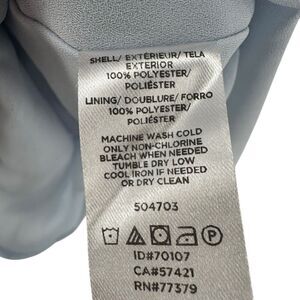 SHELL/ EXTÉRIEUR/ TELA
EXTERIOR
100% POLYESTER/
POLIÉSTER
LINING/ DOUBLURE/ FORRO
100% POLYESTER/
POLIÉSTER
MACHINE WASH COLD
ONLY NON-CHLORINE
BLEACH WHEN NEEDED
TUMBLE DRY LOW
COOL IRON IF NEEDED
OR DRY CLEAN
504703
P
ID#70107
CA#57421
RN#77379